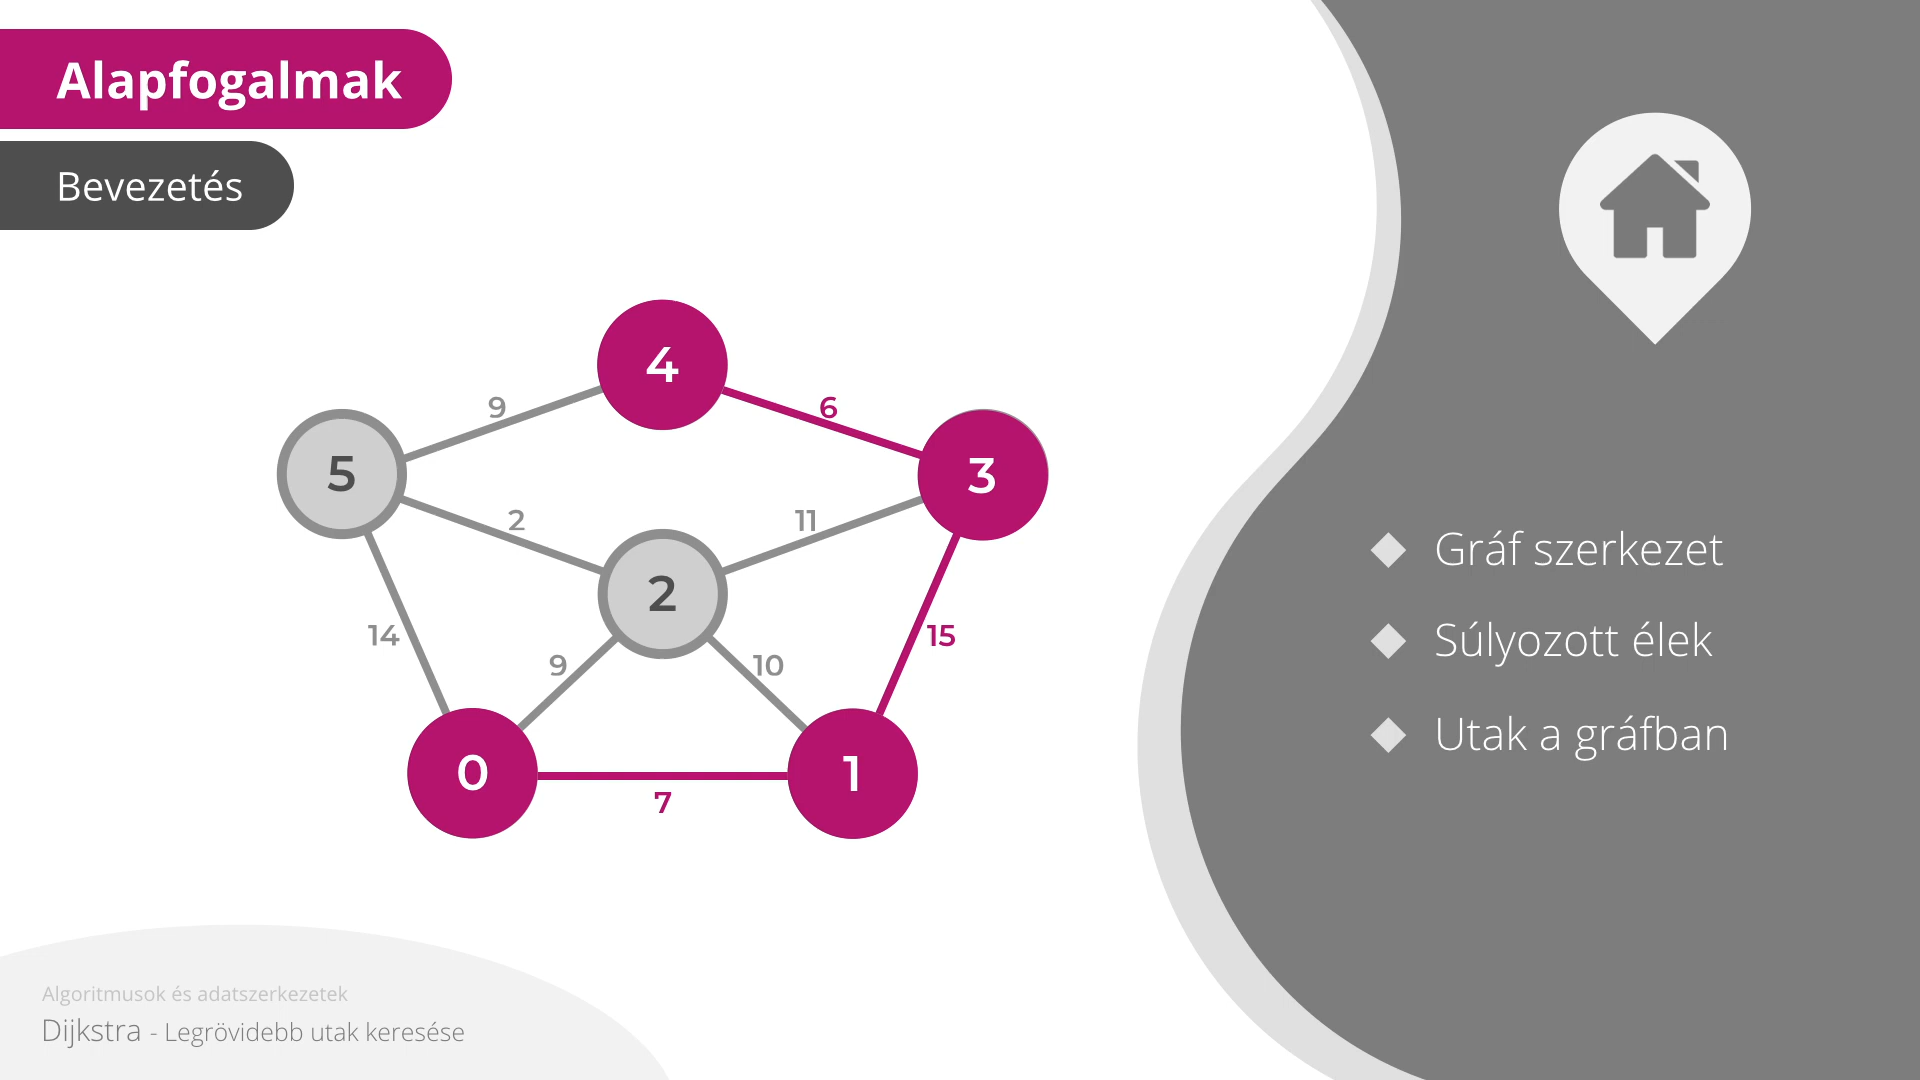 Alapfogalmak
Bevezetés
4
9
6
5
3
2
11
2
14
15
9
10
0
1
7
Gráf szerkezet
Súlyozott élek
Utak a gráfban
Algoritmusok és adatszerkezetek
Dijkstra - Legrövidebb utak keresése